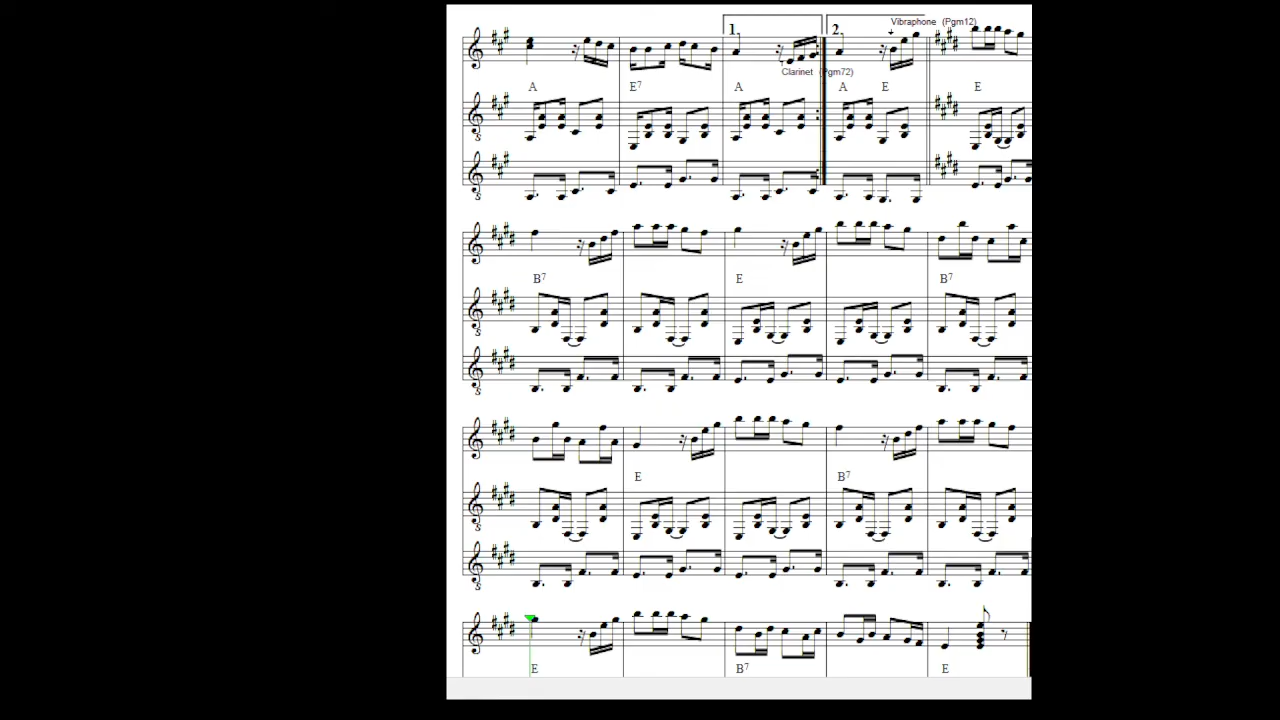 1. 2. Vibraphone (Pgm12)
Clarinet (Pgm72)
A E7 A A E E
B7 E B7
E B7
E B7 E